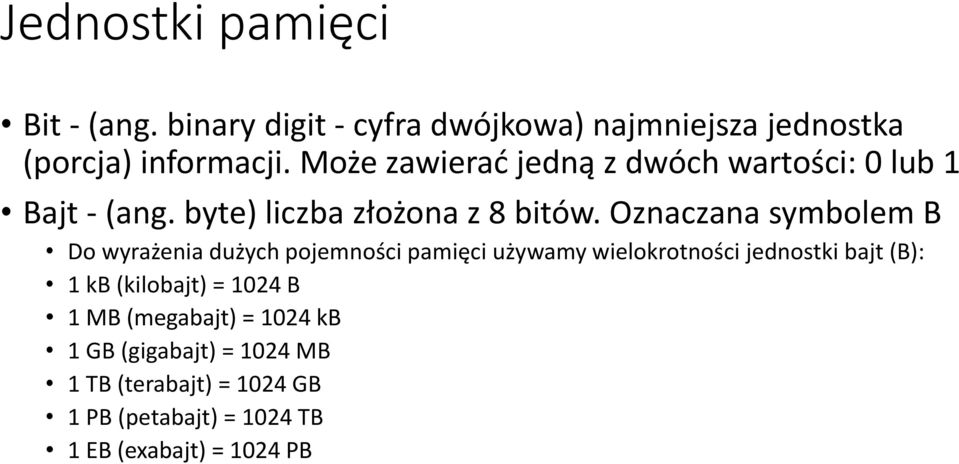 Jednostki pamięci
• Bit - (ang. binary digit - cyfra dwójkowa) najmniejsza jednostka
(porcja) informacji. Może zawierać jedną z dwóch wartości: 0 lub 1
• Bajt - (ang. byte) liczba złożona z 8 bitów. Oznaczana symbolem B
• Do wyrażenia dużych pojemności pamięci używamy wielokrotności jednostki bajt (B):
• 1 kB (kilobajt) = 1024 B
• 1 MB (megabajt) = 1024 kB
• 1 GB (gigabajt) = 1024 MB
• 1 TB (terabajt) = 1024 GB
• 1 PB (petabajt) = 1024 TB
• 1 EB (exabajt) = 1024 PB